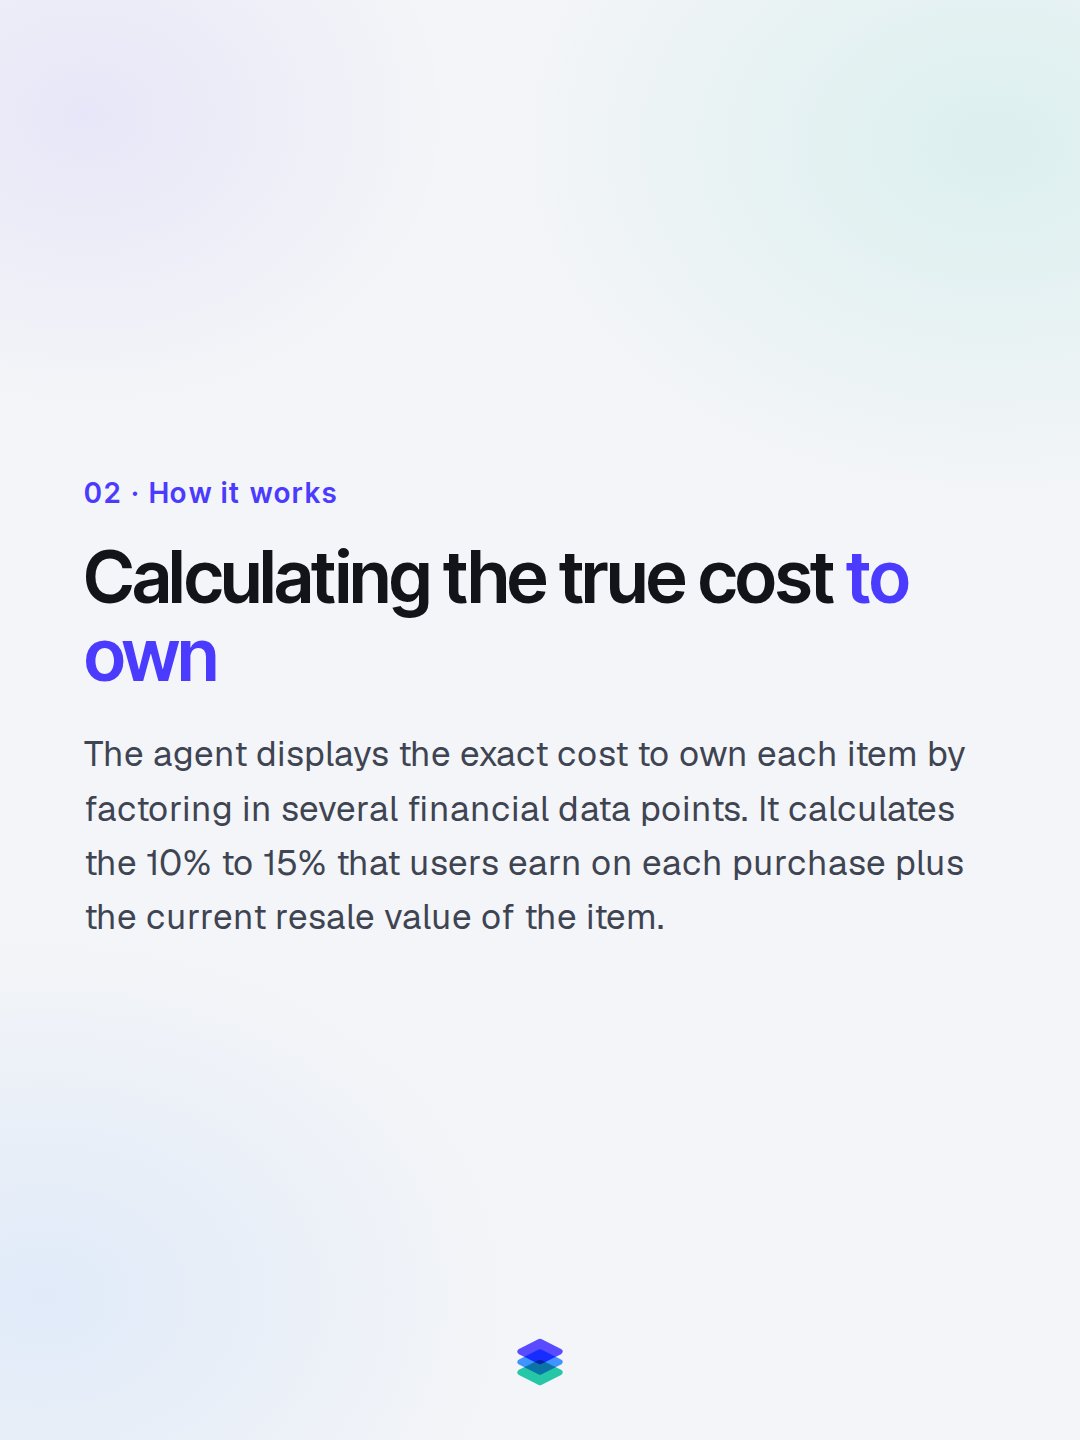 02 · How it works
Calculating the true cost to
own
The agent displays the exact cost to own each item by
factoring in several financial data points. It calculates
the 10% to 15% that users earn on each purchase plus
the current resale value of the item.